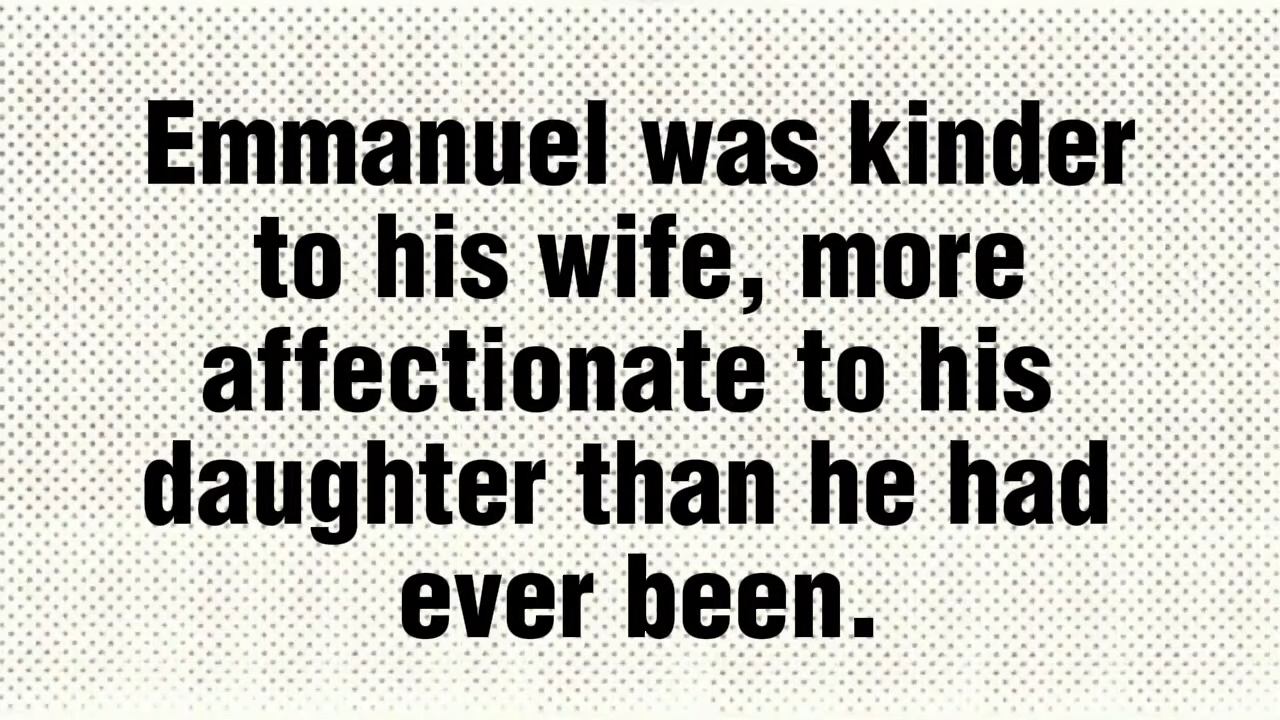 Emmanuel was kinder
to his wife, more
affectionate to his
daughter than he had
ever been.